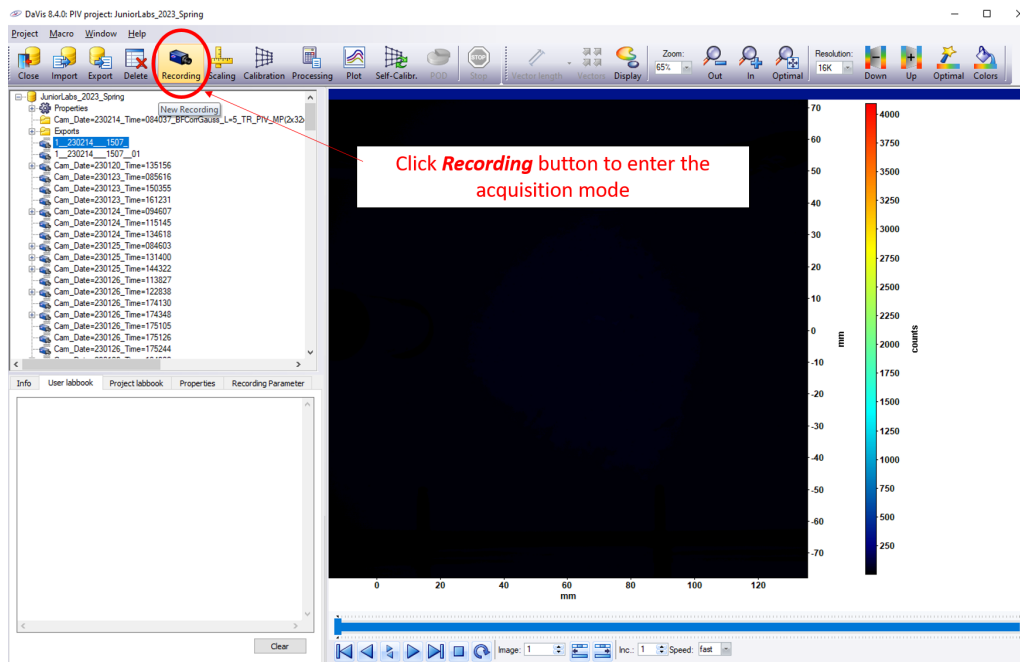 DaVis 8.4.0: PIV project: JuniorLabs_2023_Spring
Project Macro Window Help
Close Import Export Delete Recording Scaling Calibration Processing Plot Self-Calibr. POD Stop Vector length Vectors Display Zoom: 65% Out In Optimal Resolution: 16K Down Up Optimal Colors
STOP
New Recording
JuniorLabs_2023_Spring
Properties
Cam_Date=230214_Time=084037_BFCorrGauss_L=5_TR_PIV_MP(2x32
Exports
1__230214___1507_
1__230214___1507__01
Cam_Date=230120_Time=135156
Cam_Date=230123_Time=085616
Cam_Date=230123_Time=150355
Cam_Date=230123_Time=161231
Cam_Date=230124_Time=094607
Cam_Date=230124_Time=115145
Cam_Date=230124_Time=134618
Cam_Date=230125_Time=084603
Cam_Date=230125_Time=131400
Cam_Date=230125_Time=144322
Cam_Date=230126_Time=113827
Cam_Date=230126_Time=122838
Cam_Date=230126_Time=174130
Cam_Date=230126_Time=174348
Cam_Date=230126_Time=175105
Cam_Date=230126_Time=175126
Cam_Date=230126_Time=175244
Click Recording button to enter the
acquisition mode
70
60
50
40
30
20
10
0
-10
-20
-30
-40
-50
-60
-70
mm
4000
3750
3500
3250
3000
2750
2500
2250
2000
1750
1500
1250
1000
750
500
250
counts
0 20 40 60 80 100 120
mm
Info User labbook Project labbook Properties Recording Parameter
Clear
Image: 1 Inc.: 1 Speed: fast